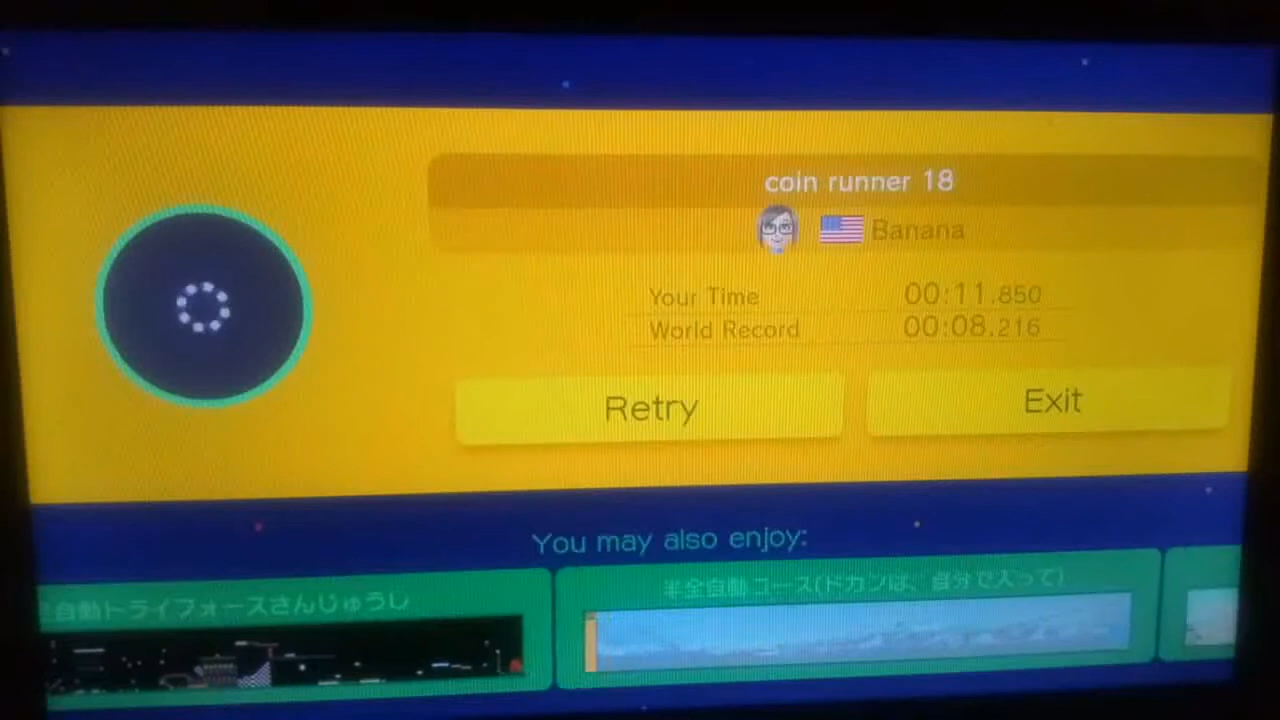 coin runner 18
Banana
Your Time 00:11.850
World Record 00:08.216
Retry
Exit
You may also enjoy:
全自動トライフォースさんじゅうし
半全自動コース(ドカンは、自分で入って)